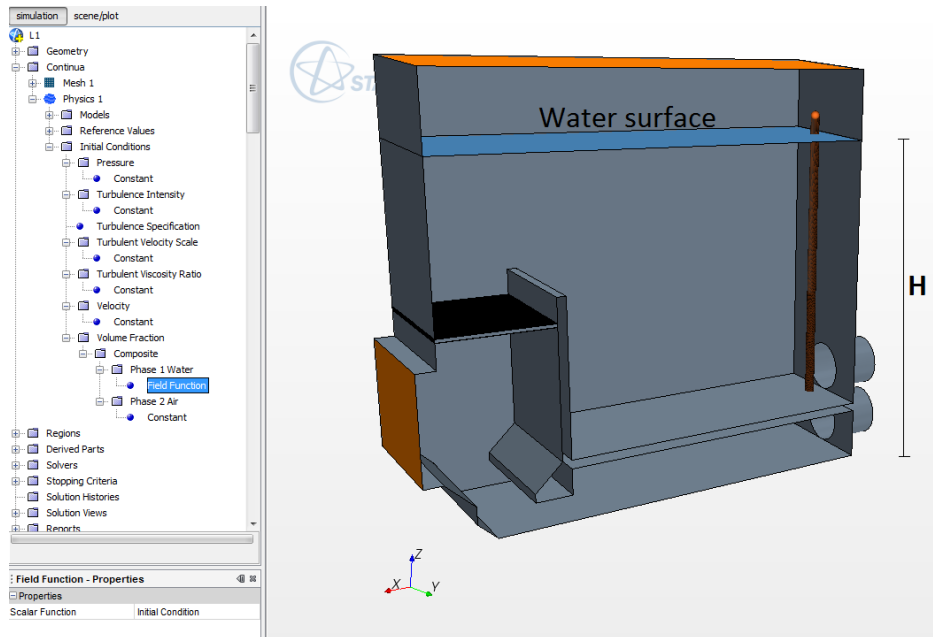 simulation scene/plot
L1
Geometry
Continua
Mesh 1
Physics 1
Models
Reference Values
Initial Conditions
Pressure
Constant
Turbulence Intensity
Constant
Turbulence Specification
Turbulent Velocity Scale
Constant
Turbulent Viscosity Ratio
Constant
Velocity
Constant
Volume Fraction
Composite
Phase 1 Water
Field Function
Phase 2 Air
Constant
Regions
Derived Parts
Solvers
Stopping Criteria
Solution Histories
Solution Views
Reports
Field Function - Properties
Properties
Scalar Function Initial Condition
Water surface
H
Z
X
Y